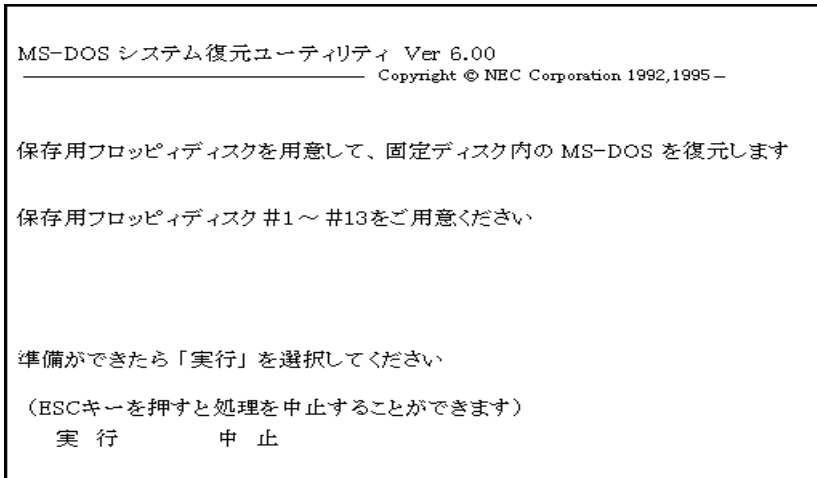 MS-DOS システム復元ユーティリティ Ver 6.00
Copyright © NEC Corporation 1992,1995－
保存用フロッピィディスクを用意して、固定ディスク内の MS-DOS を復元します
保存用フロッピィディスク #1～ #13をご用意ください
準備ができたら「実行」を選択してください
（ESCキーを押すと処理を中止することができます）
実 行 中 止